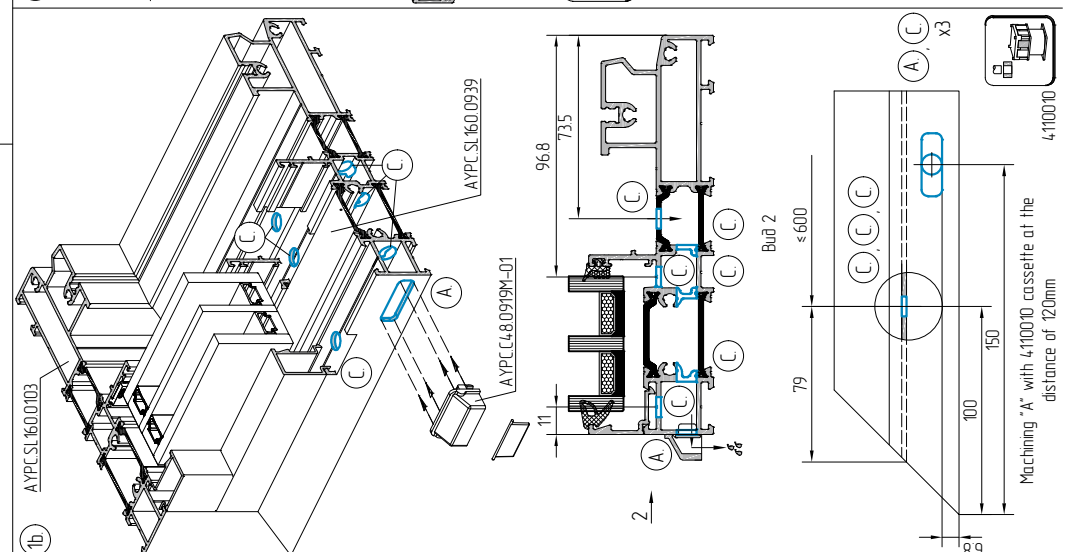 1b.
AYPC.SL160.0103
AYPC.SL160.0939
C.
C.
C.
A.
AYPC.C48.0919M-01
96.8
73.5
11
C.
C.
C.
C.
C.
C.
A.
2
Вид 2
≤600
79
C.
,
C.
,
C.
A.
,
C.
x3
150
100
8.9
Machining "A" with 4110010 cassette at the
distance of 120mm
4110010